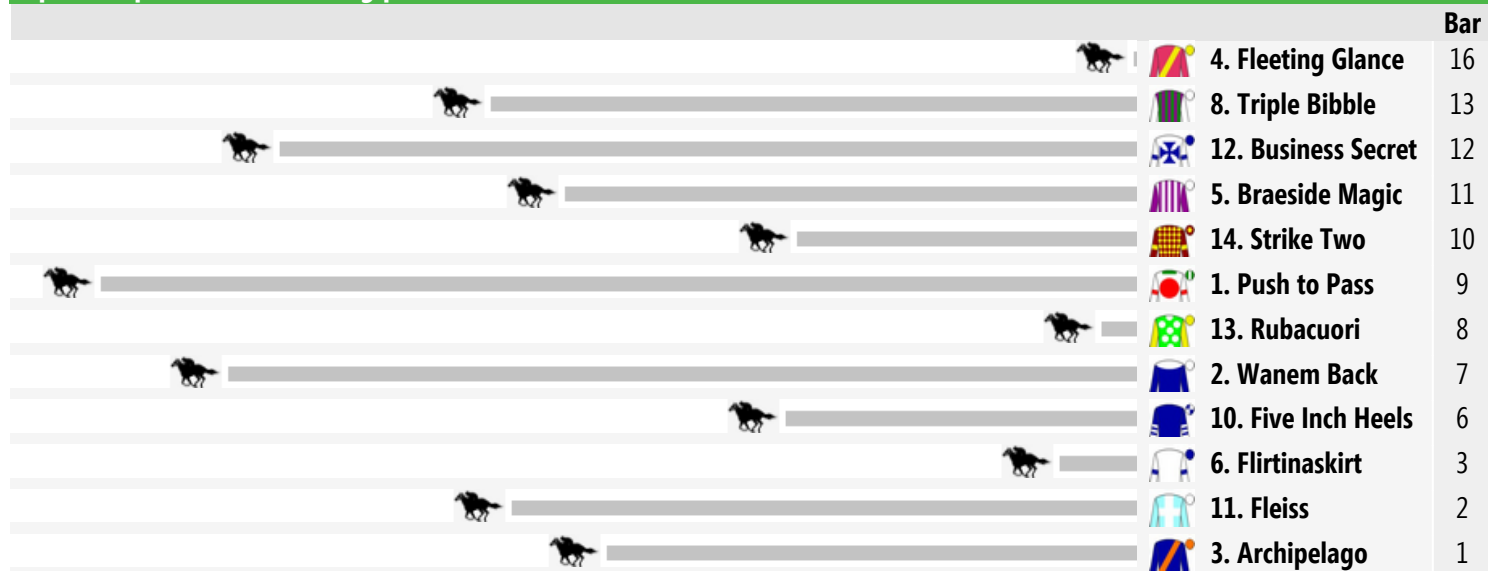 Bar
4. Fleeting Glance 16
8. Triple Bibble 13
12. Business Secret 12
5. Braeside Magic 11
14. Strike Two 10
1. Push to Pass 9
13. Rubacuori 8
2. Wanem Back 7
10. Five Inch Heels 6
6. Flirtinaskirt 3
11. Fleiss 2
3. Archipelago 1